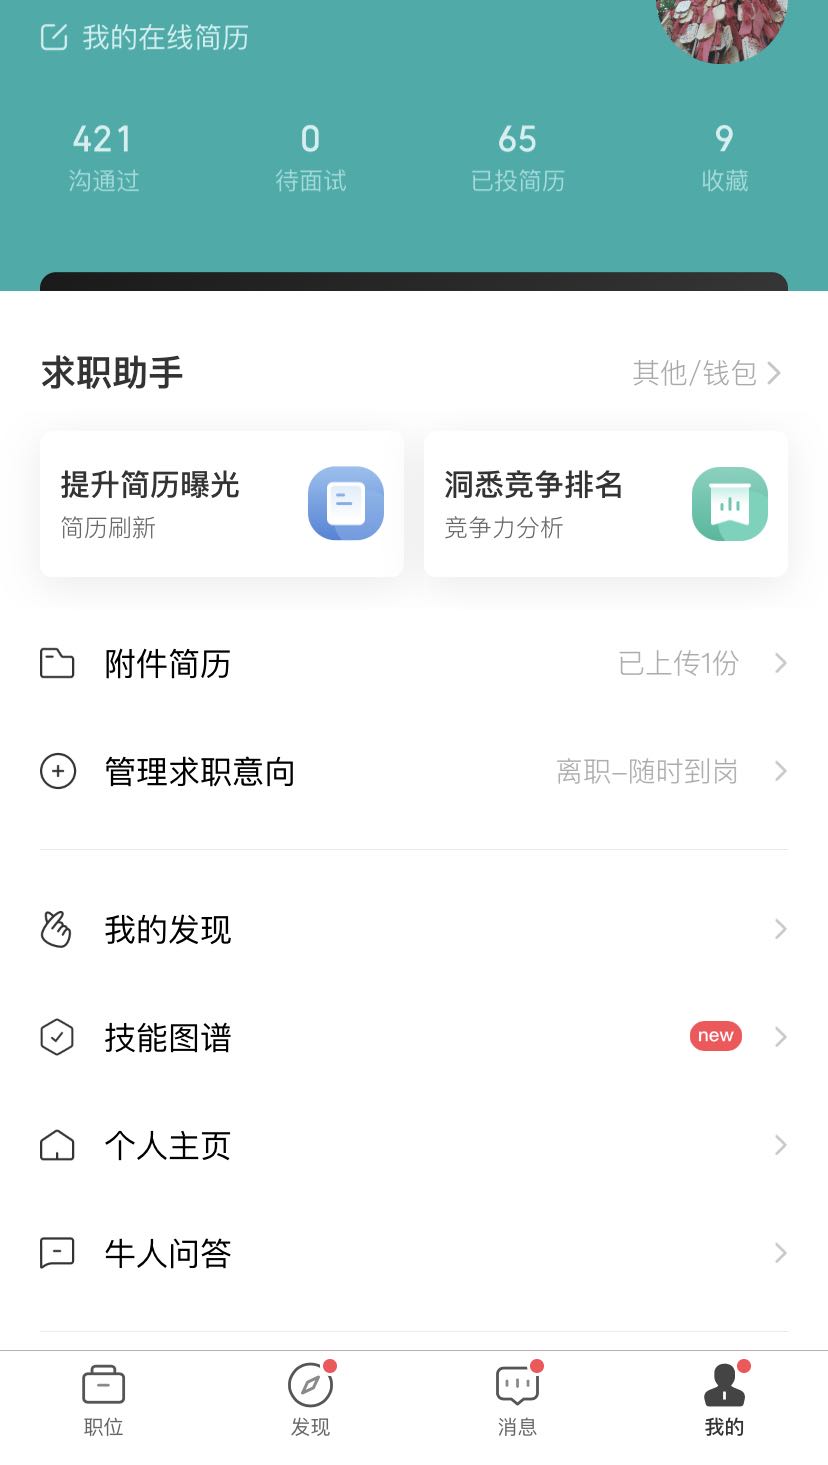 我的在线简历
421 0 65 9
沟通过 待面试 已投简历 收藏
求职助手 其他/钱包
提升简历曝光 洞悉竞争排名
简历刷新 竞争力分析
附件简历 已上传1份
管理求职意向 离职-随时到岗
我的发现
技能图谱 new
个人主页
牛人问答
职位 发现 消息 我的